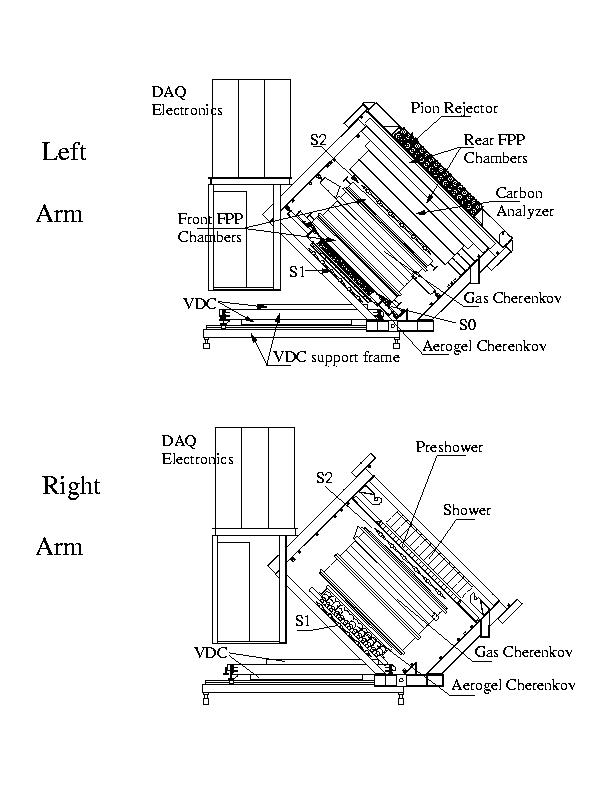 DAQ
Electronics
Pion Rejector
Left
S2
Rear FPP
Chambers
Carbon
Analyzer
Arm
Front FPP
Chambers
S1
VDC
Gas Cherenkov
S0
Aerogel Cherenkov
VDC support frame
DAQ
Electronics
Preshower
Right
S2
Shower
Arm
S1
VDC
Gas Cherenkov
Aerogel Cherenkov